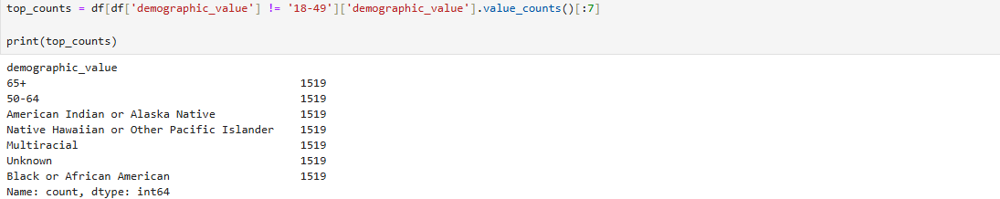 top_counts = df[df['demographic_value'] != '18-49']['demographic_value'].value_counts()[:7]
print(top_counts)
demographic_value
65+ 1519
50-64 1519
American Indian or Alaska Native 1519
Native Hawaiian or Other Pacific Islander 1519
Multiracial 1519
Unknown 1519
Black or African American 1519
Name: count, dtype: int64